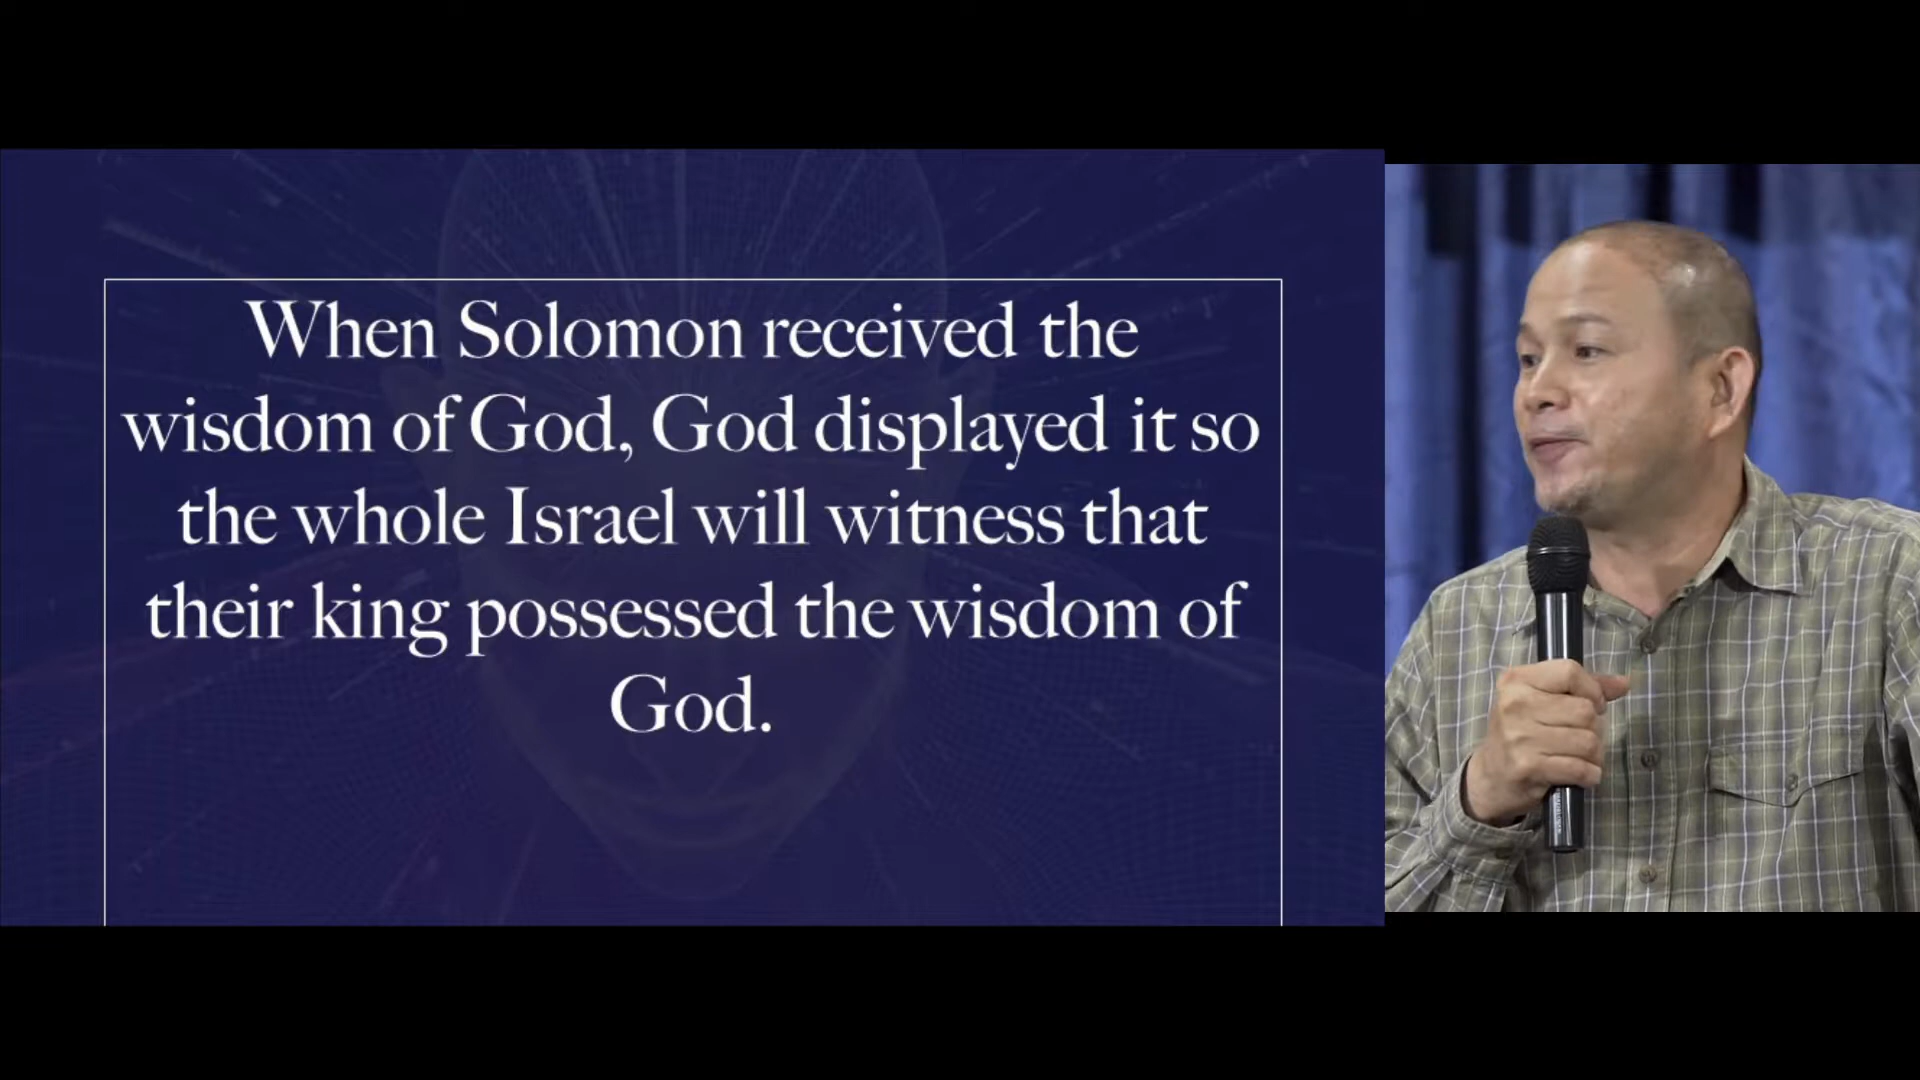 When Solomon received the
wisdom of God, God displayed it so
the whole Israel will witness that
their king possessed the wisdom of
God.